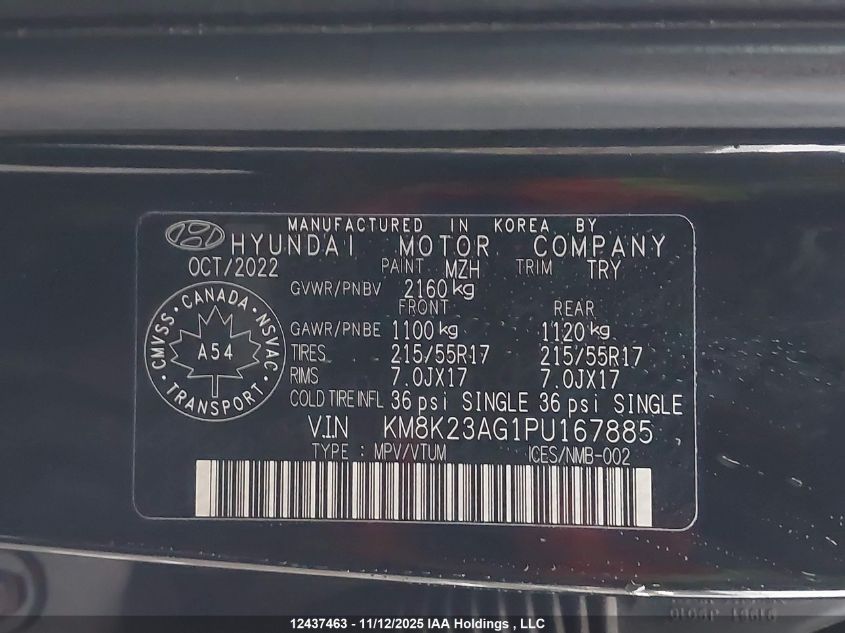 MANUFACTURED IN KOREA BY
HYUNDAI MOTOR COMPANY
OCT/2022 PAINT MZH TRIM TRY
GVWR/PNBV 2160 kg
FRONT REAR
GAWR/PNBE 1100 kg 1120 kg
TIRES 215/55R17 215/55R17
RIMS 7.0JX17 7.0JX17
COLD TIRE INFL 36 psi SINGLE 36 psi SINGLE
V.I.N KM8K23AG1PU167885
TYPE : MPV/VTUM ICES/NMB-002
CMVSS · CANADA · NSVAC
A54
· TRANSPORT ·
12437463 - 11/12/2025 IAA Holdings , LLC